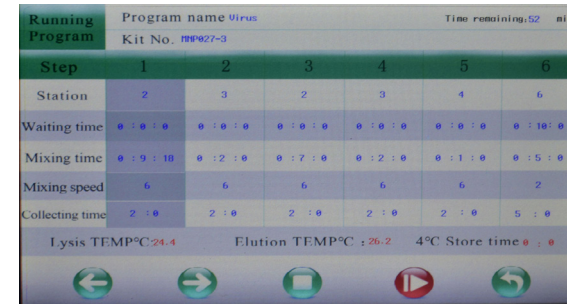 Running Program Program name Virus Time remaining:52 mi
Kit No. MMP027-3
Step 1 2 3 4 5 6
Station 2 3 2 3 4 6
Waiting time 0 : 0 : 0 0 : 0 : 0 0 : 0 : 0 0 : 0 : 0 0 : 0 : 0 0 : 10: 0
Mixing time 0 : 9 : 18 0 :2 : 0 0 : 7 : 0 0 : 2 : 0 0 : 1 : 0 0 : 5 : 0
Mixing speed 6 6 6 6 6 2
Collecting time 2 : 0 2 : 0 2 : 0 2 : 0 2 : 0 5 : 0
Lysis TEMP°C:24.4 Elution TEMP°C : 26.2 4°C Store time 0 : 0